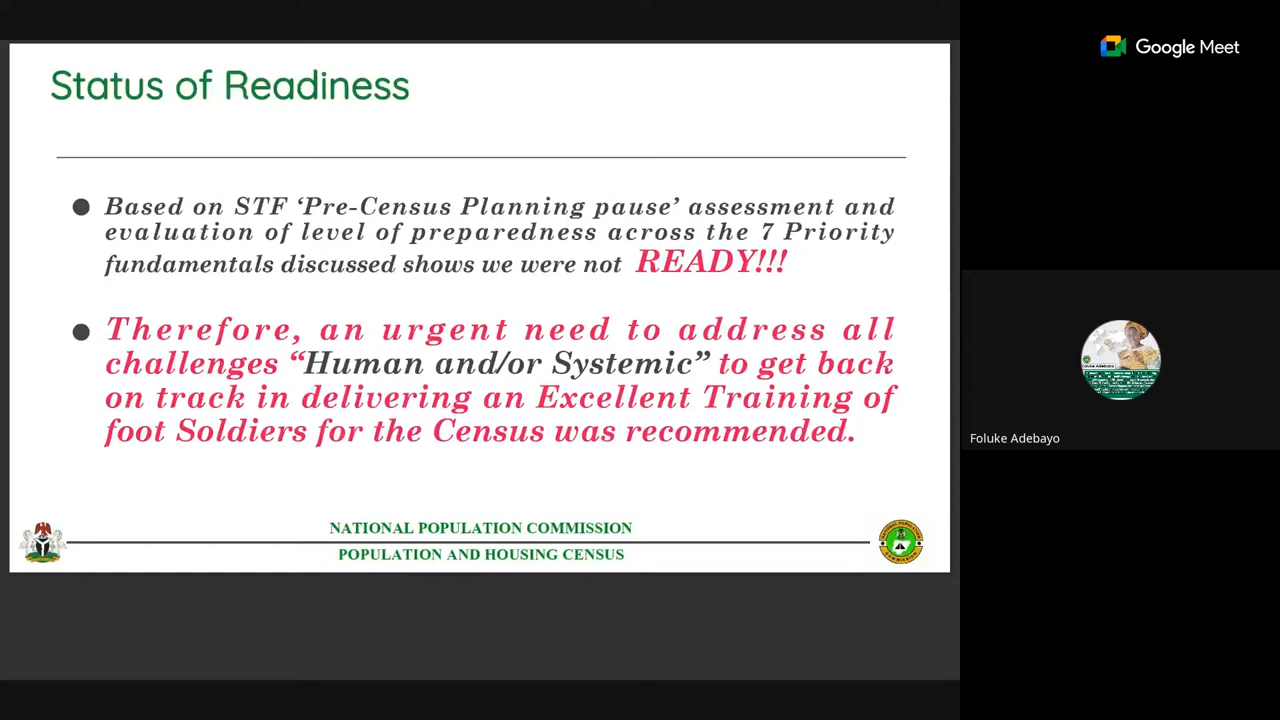 Google Meet
Status of Readiness
● Based on STF ‘Pre-Census Planning pause’ assessment and
evaluation of level of preparedness across the 7 Priority
fundamentals discussed shows we were not READY!!!
● Therefore, an urgent need to address all
challenges “Human and/or Systemic” to get back
on track in delivering an Excellent Training of
foot Soldiers for the Census was recommended.
NATIONAL POPULATION COMMISSION
POPULATION AND HOUSING CENSUS
Foluke Adebayo